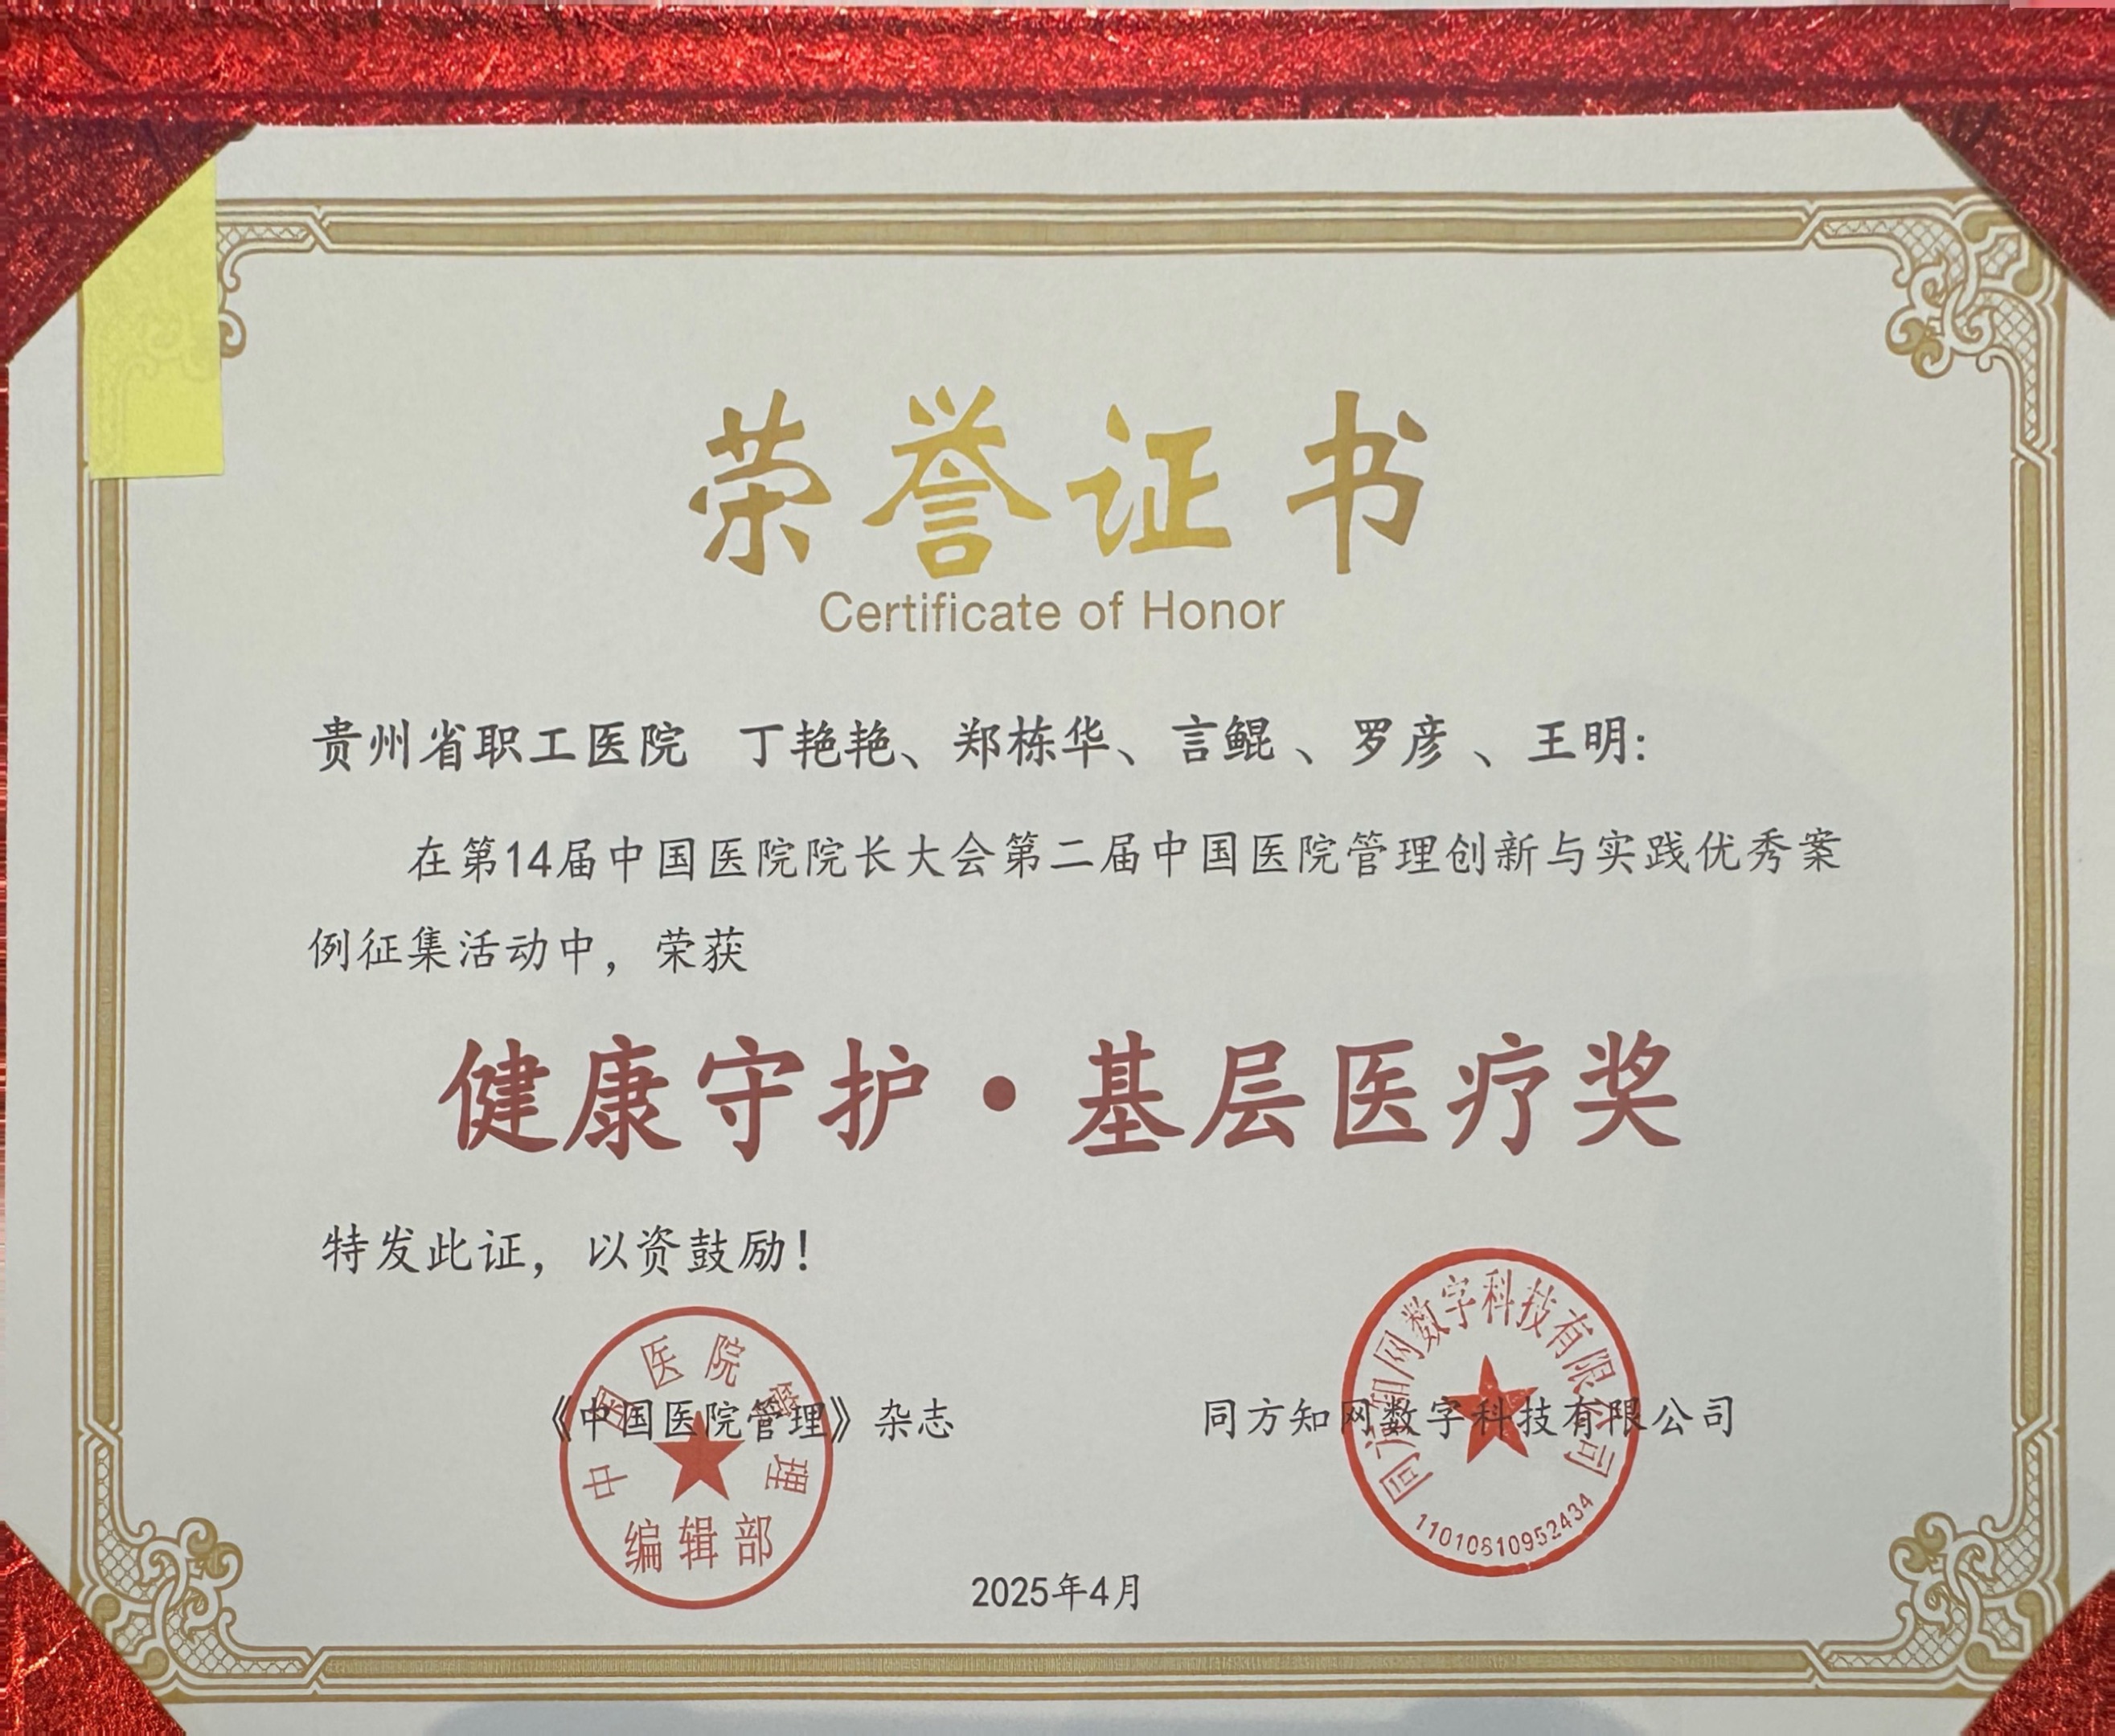 荣誉证书
Certificate of Honor
贵州省职工医院 丁艳艳、郑栋华、言鲲、罗彦、王明:
在第14届中国医院院长大会第二届中国医院管理创新与实践优秀案
例征集活动中，荣获
健康守护·基层医疗奖
特发此证，以资鼓励！
《中国医院管理》杂志
中国医院管理
编辑部
同方知网数字科技有限公司
同方知网数字科技有限公司
11010610952434
2025年4月